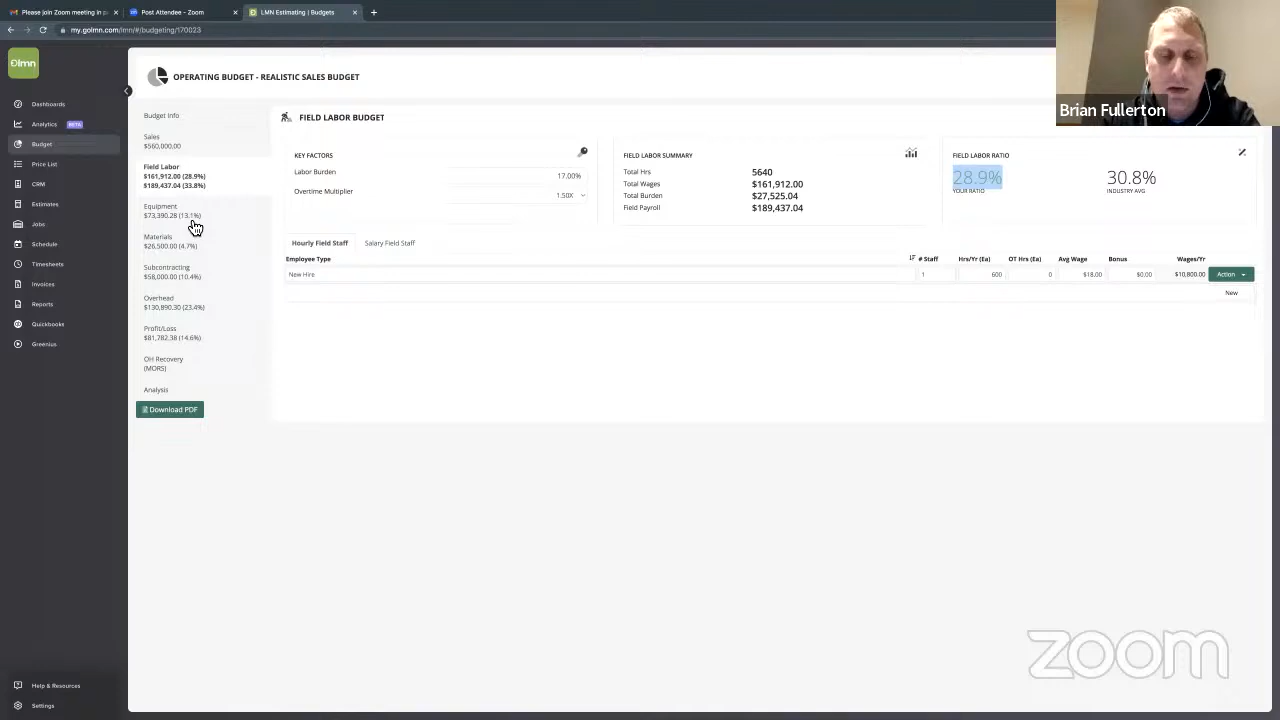 Please join Zoom meeting in p
Post Attendee - Zoom
LMN Estimating | Budgets
my.golmn.com/lmn/#/budgeting/170023
lmn
OPERATING BUDGET - REALISTIC SALES BUDGET
Brian Fullerton
Dashboards
Analytics BETA
Budget
Price List
CRM
Estimates
Jobs
Schedule
Timesheets
Invoices
Reports
Quickbooks
Greenius
Help & Resources
Settings
Budget Info
Sales
$560,000.00
Field Labor
$161,912.00 (28.9%)
$189,437.04 (33.8%)
Equipment
$73,390.28 (13.1%)
Materials
$26,500.00 (4.7%)
Subcontracting
$58,000.00 (10.4%)
Overhead
$130,890.30 (23.4%)
Profit/Loss
$81,782.38 (14.6%)
OH Recovery
(MORS)
Analysis
Download PDF
FIELD LABOR BUDGET
KEY FACTORS
Labor Burden 17.00%
Overtime Multiplier 1.50X
FIELD LABOR SUMMARY
Total Hrs 5640
Total Wages $161,912.00
Total Burden $27,525.04
Field Payroll $189,437.04
FIELD LABOR RATIO
28.9% 30.8%
YOUR RATIO INDUSTRY AVG
Hourly Field Staff Salary Field Staff
Employee Type # Staff Hrs/Yr (Ea) OT Hrs (Ea) Avg Wage Bonus Wages/Yr
New Hire 1 600 0 $18.00 $0.00 $10,800.00 Action
New
zoom